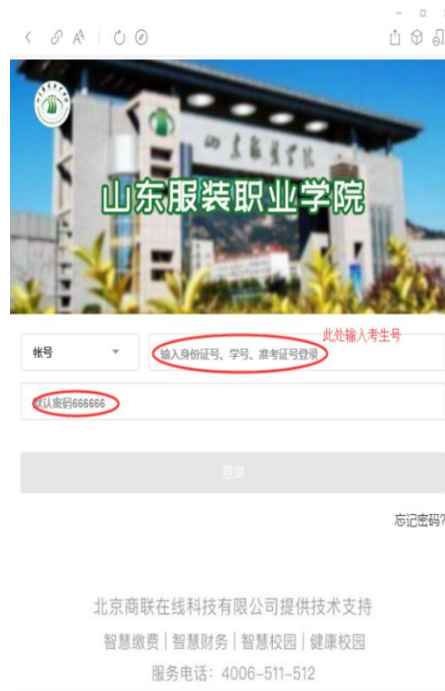 山东服装职业学院
此处输入考生号
帐号
输入身份证号、学号、准考证号登录
默认密码666666
登录
忘记密码?
北京商联在线科技有限公司提供技术支持
智慧缴费 | 智慧财务 | 智慧校园 | 健康校园
服务电话：4006-511-512